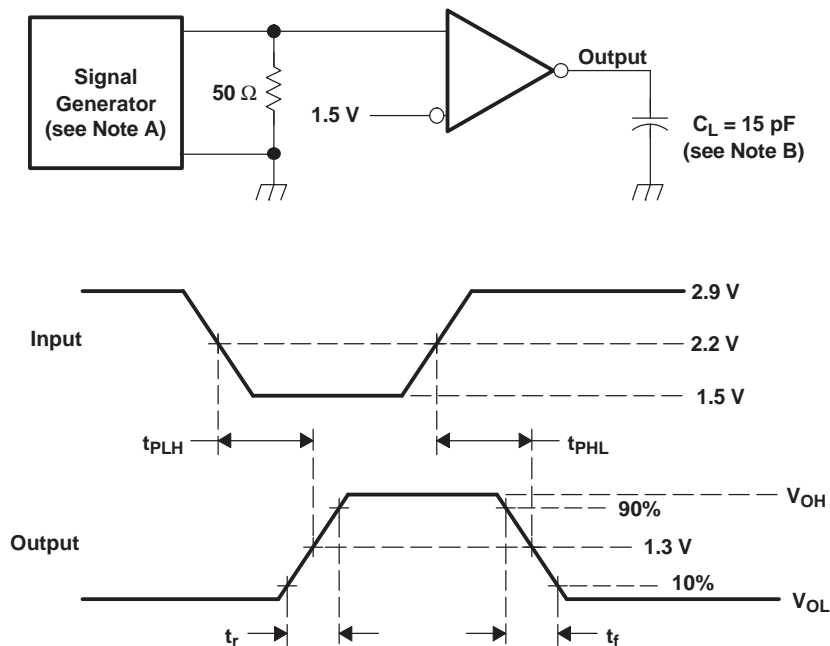 Signal
Generator
(see Note A)
50 Ω
1.5 V
Output
C_L = 15 pF
(see Note B)
Input
2.9 V
2.2 V
1.5 V
t_PLH
t_PHL
Output
V_OH
90%
1.3 V
10%
V_OL
t_r
t_f